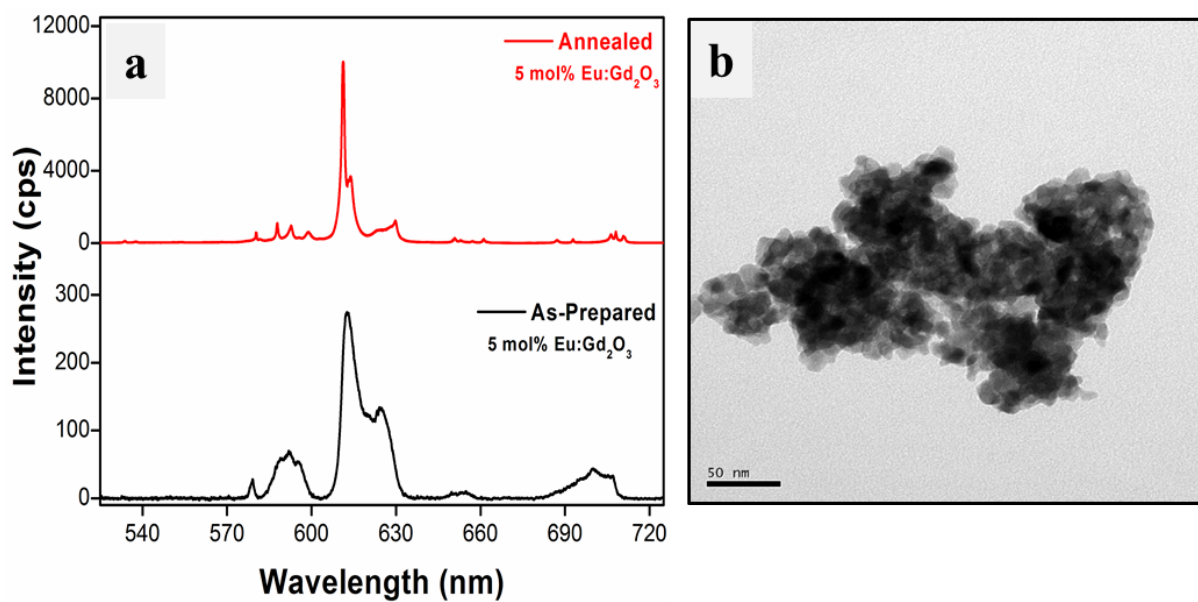 a
Annealed
5 mol% Eu:Gd₂O₃
As-Prepared
5 mol% Eu:Gd₂O₃
Intensity (cps)
12000
8000
4000
0
300
200
100
0
540 570 600 630 660 690 720
Wavelength (nm)
b
50 nm